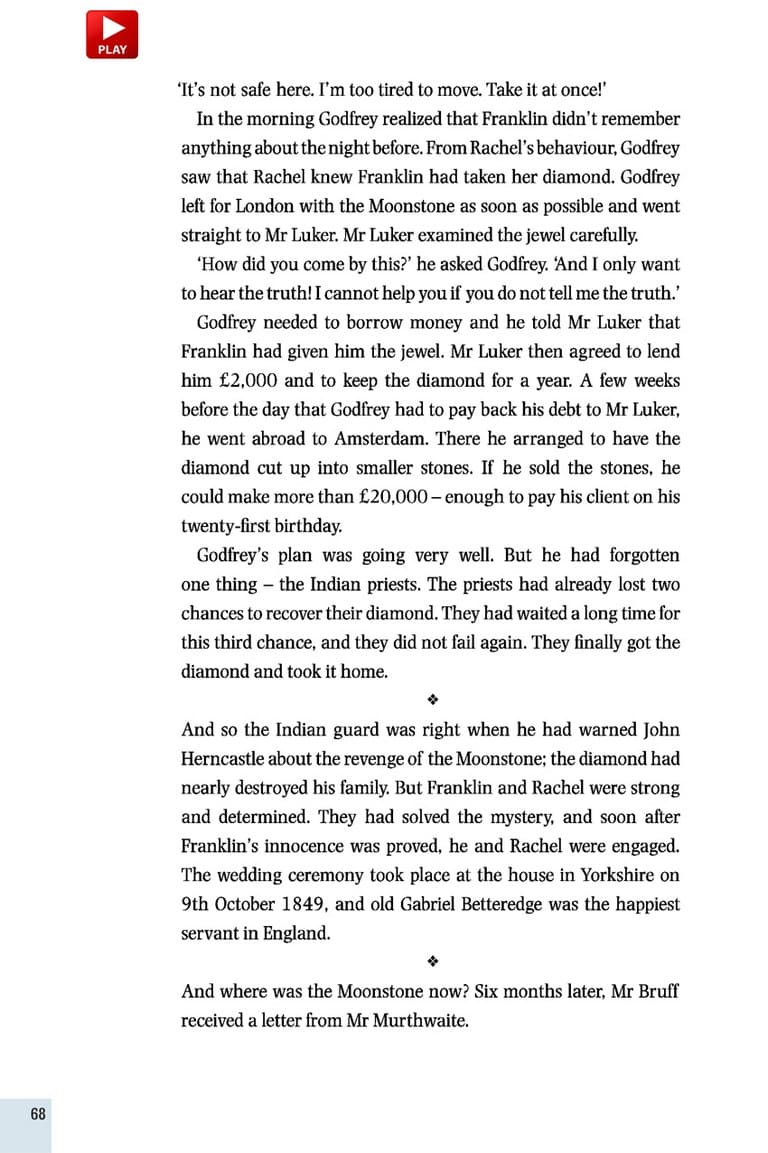 PLAY
‘It’s not safe here. I’m too tired to move. Take it at once!’
In the morning Godfrey realized that Franklin didn’t remember
anything about the night before. From Rachel’s behaviour, Godfrey
saw that Rachel knew Franklin had taken her diamond. Godfrey
left for London with the Moonstone as soon as possible and went
straight to Mr Luker. Mr Luker examined the jewel carefully.
‘How did you come by this?’ he asked Godfrey. ‘And I only want
to hear the truth! I cannot help you if you do not tell me the truth.’
Godfrey needed to borrow money and he told Mr Luker that
Franklin had given him the jewel. Mr Luker then agreed to lend
him £2,000 and to keep the diamond for a year. A few weeks
before the day that Godfrey had to pay back his debt to Mr Luker,
he went abroad to Amsterdam. There he arranged to have the
diamond cut up into smaller stones. If he sold the stones, he
could make more than £20,000 – enough to pay his client on his
twenty-first birthday.
Godfrey’s plan was going very well. But he had forgotten
one thing – the Indian priests. The priests had already lost two
chances to recover their diamond. They had waited a long time for
this third chance, and they did not fail again. They finally got the
diamond and took it home.
❖
And so the Indian guard was right when he had warned John
Herncastle about the revenge of the Moonstone; the diamond had
nearly destroyed his family. But Franklin and Rachel were strong
and determined. They had solved the mystery, and soon after
Franklin’s innocence was proved, he and Rachel were engaged.
The wedding ceremony took place at the house in Yorkshire on
9th October 1849, and old Gabriel Betteredge was the happiest
servant in England.
❖
And where was the Moonstone now? Six months later, Mr Bruff
received a letter from Mr Murthwaite.
68